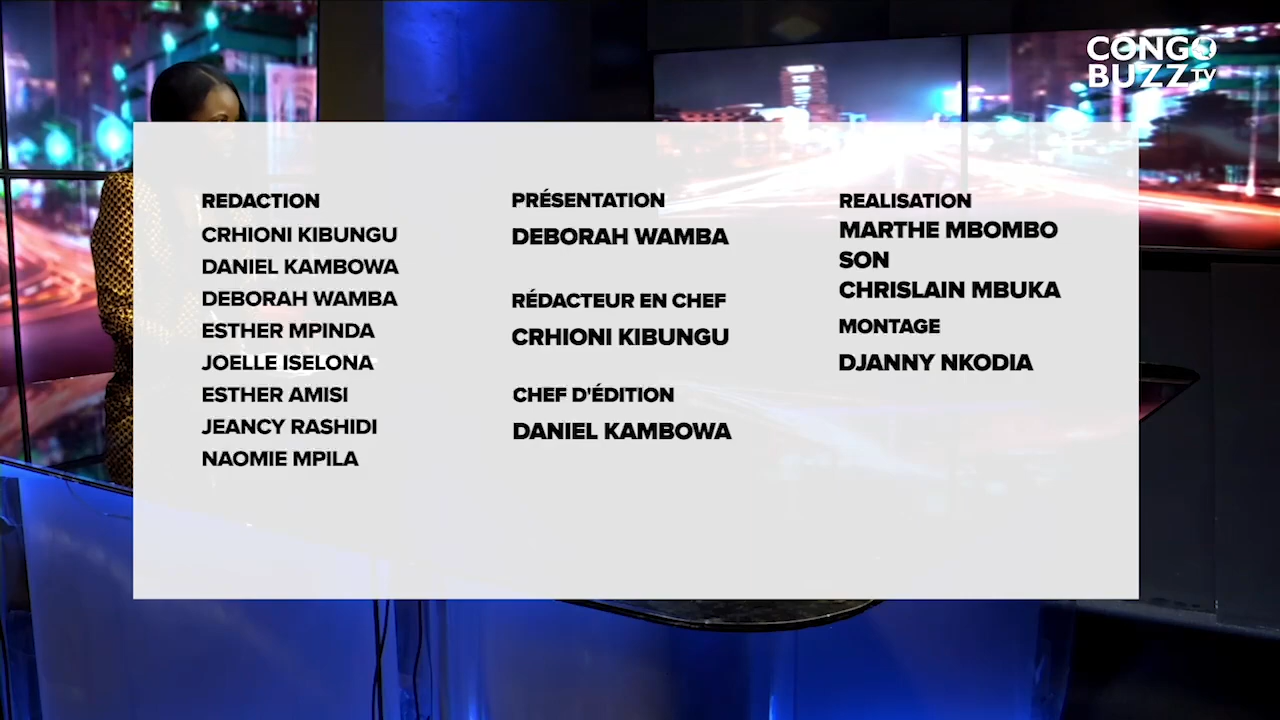 CONGO
BUZZ TV
REDACTION
CRHIONI KIBUNGU
DANIEL KAMBOWA
DEBORAH WAMBA
ESTHER MPINDA
JOELLE ISELONA
ESTHER AMISI
JEANCY RASHIDI
NAOMIE MPILA
PRÉSENTATION
DEBORAH WAMBA
RÉDACTEUR EN CHEF
CRHIONI KIBUNGU
CHEF D'ÉDITION
DANIEL KAMBOWA
REALISATION
MARTHE MBOMBO
SON
CHRISLAIN MBUKA
MONTAGE
DJANNY NKODIA